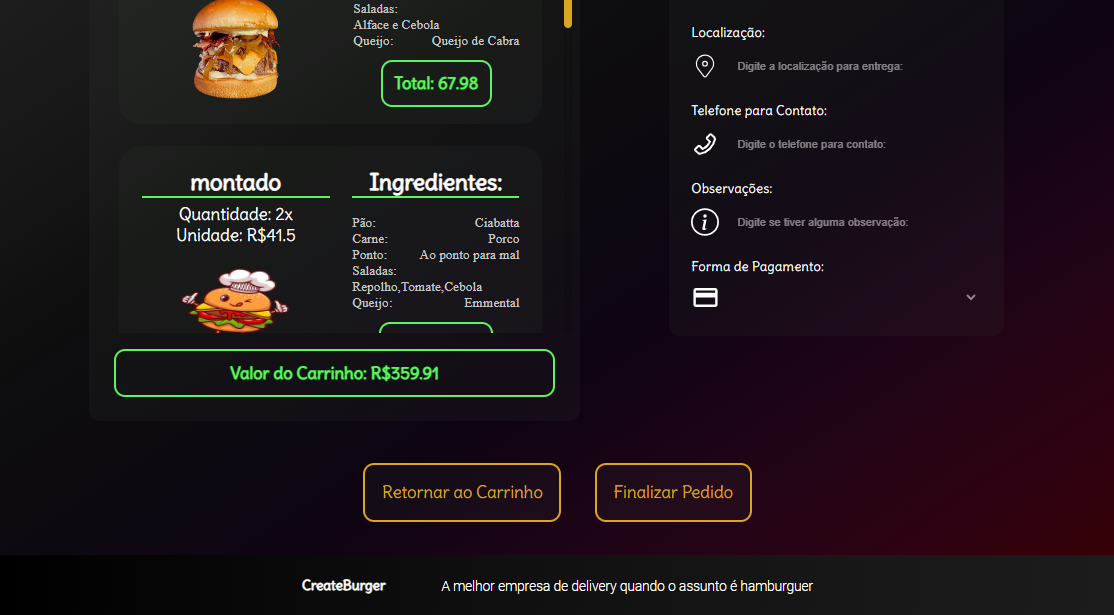 Saladas:
Alface e Cebola
Queijo: Queijo de Cabra
Total: 67.98
montado
Quantidade: 2x
Unidade: R$41.5
Ingredientes:
Pão: Ciabatta
Carne: Porco
Ponto: Ao ponto para mal
Saladas:
Repolho,Tomate,Cebola
Queijo: Emmental
Valor do Carrinho: R$359.91
Localização:
Digite a localização para entrega:
Telefone para Contato:
Digite o telefone para contato:
Observações:
Digite se tiver alguma observação:
Forma de Pagamento:
Retornar ao Carrinho
Finalizar Pedido
CreateBurger
A melhor empresa de delivery quando o assunto é hamburguer